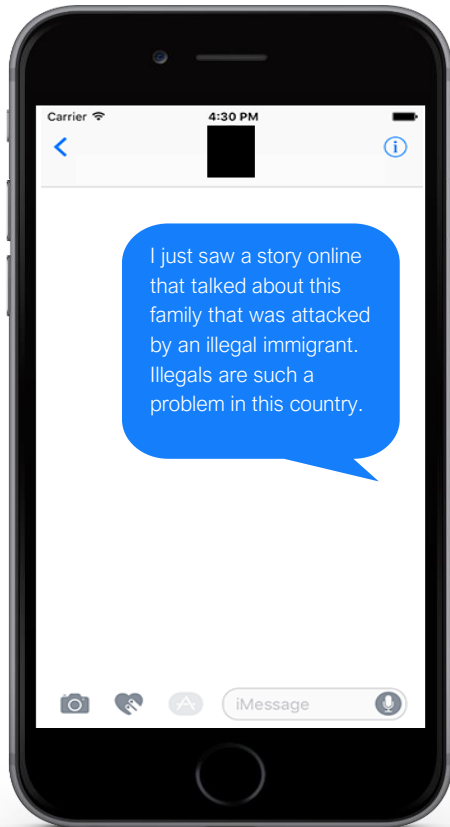 Carrier
4:30 PM
I just saw a story online
that talked about this
family that was attacked
by an illegal immigrant.
Illegals are such a
problem in this country.
iMessage